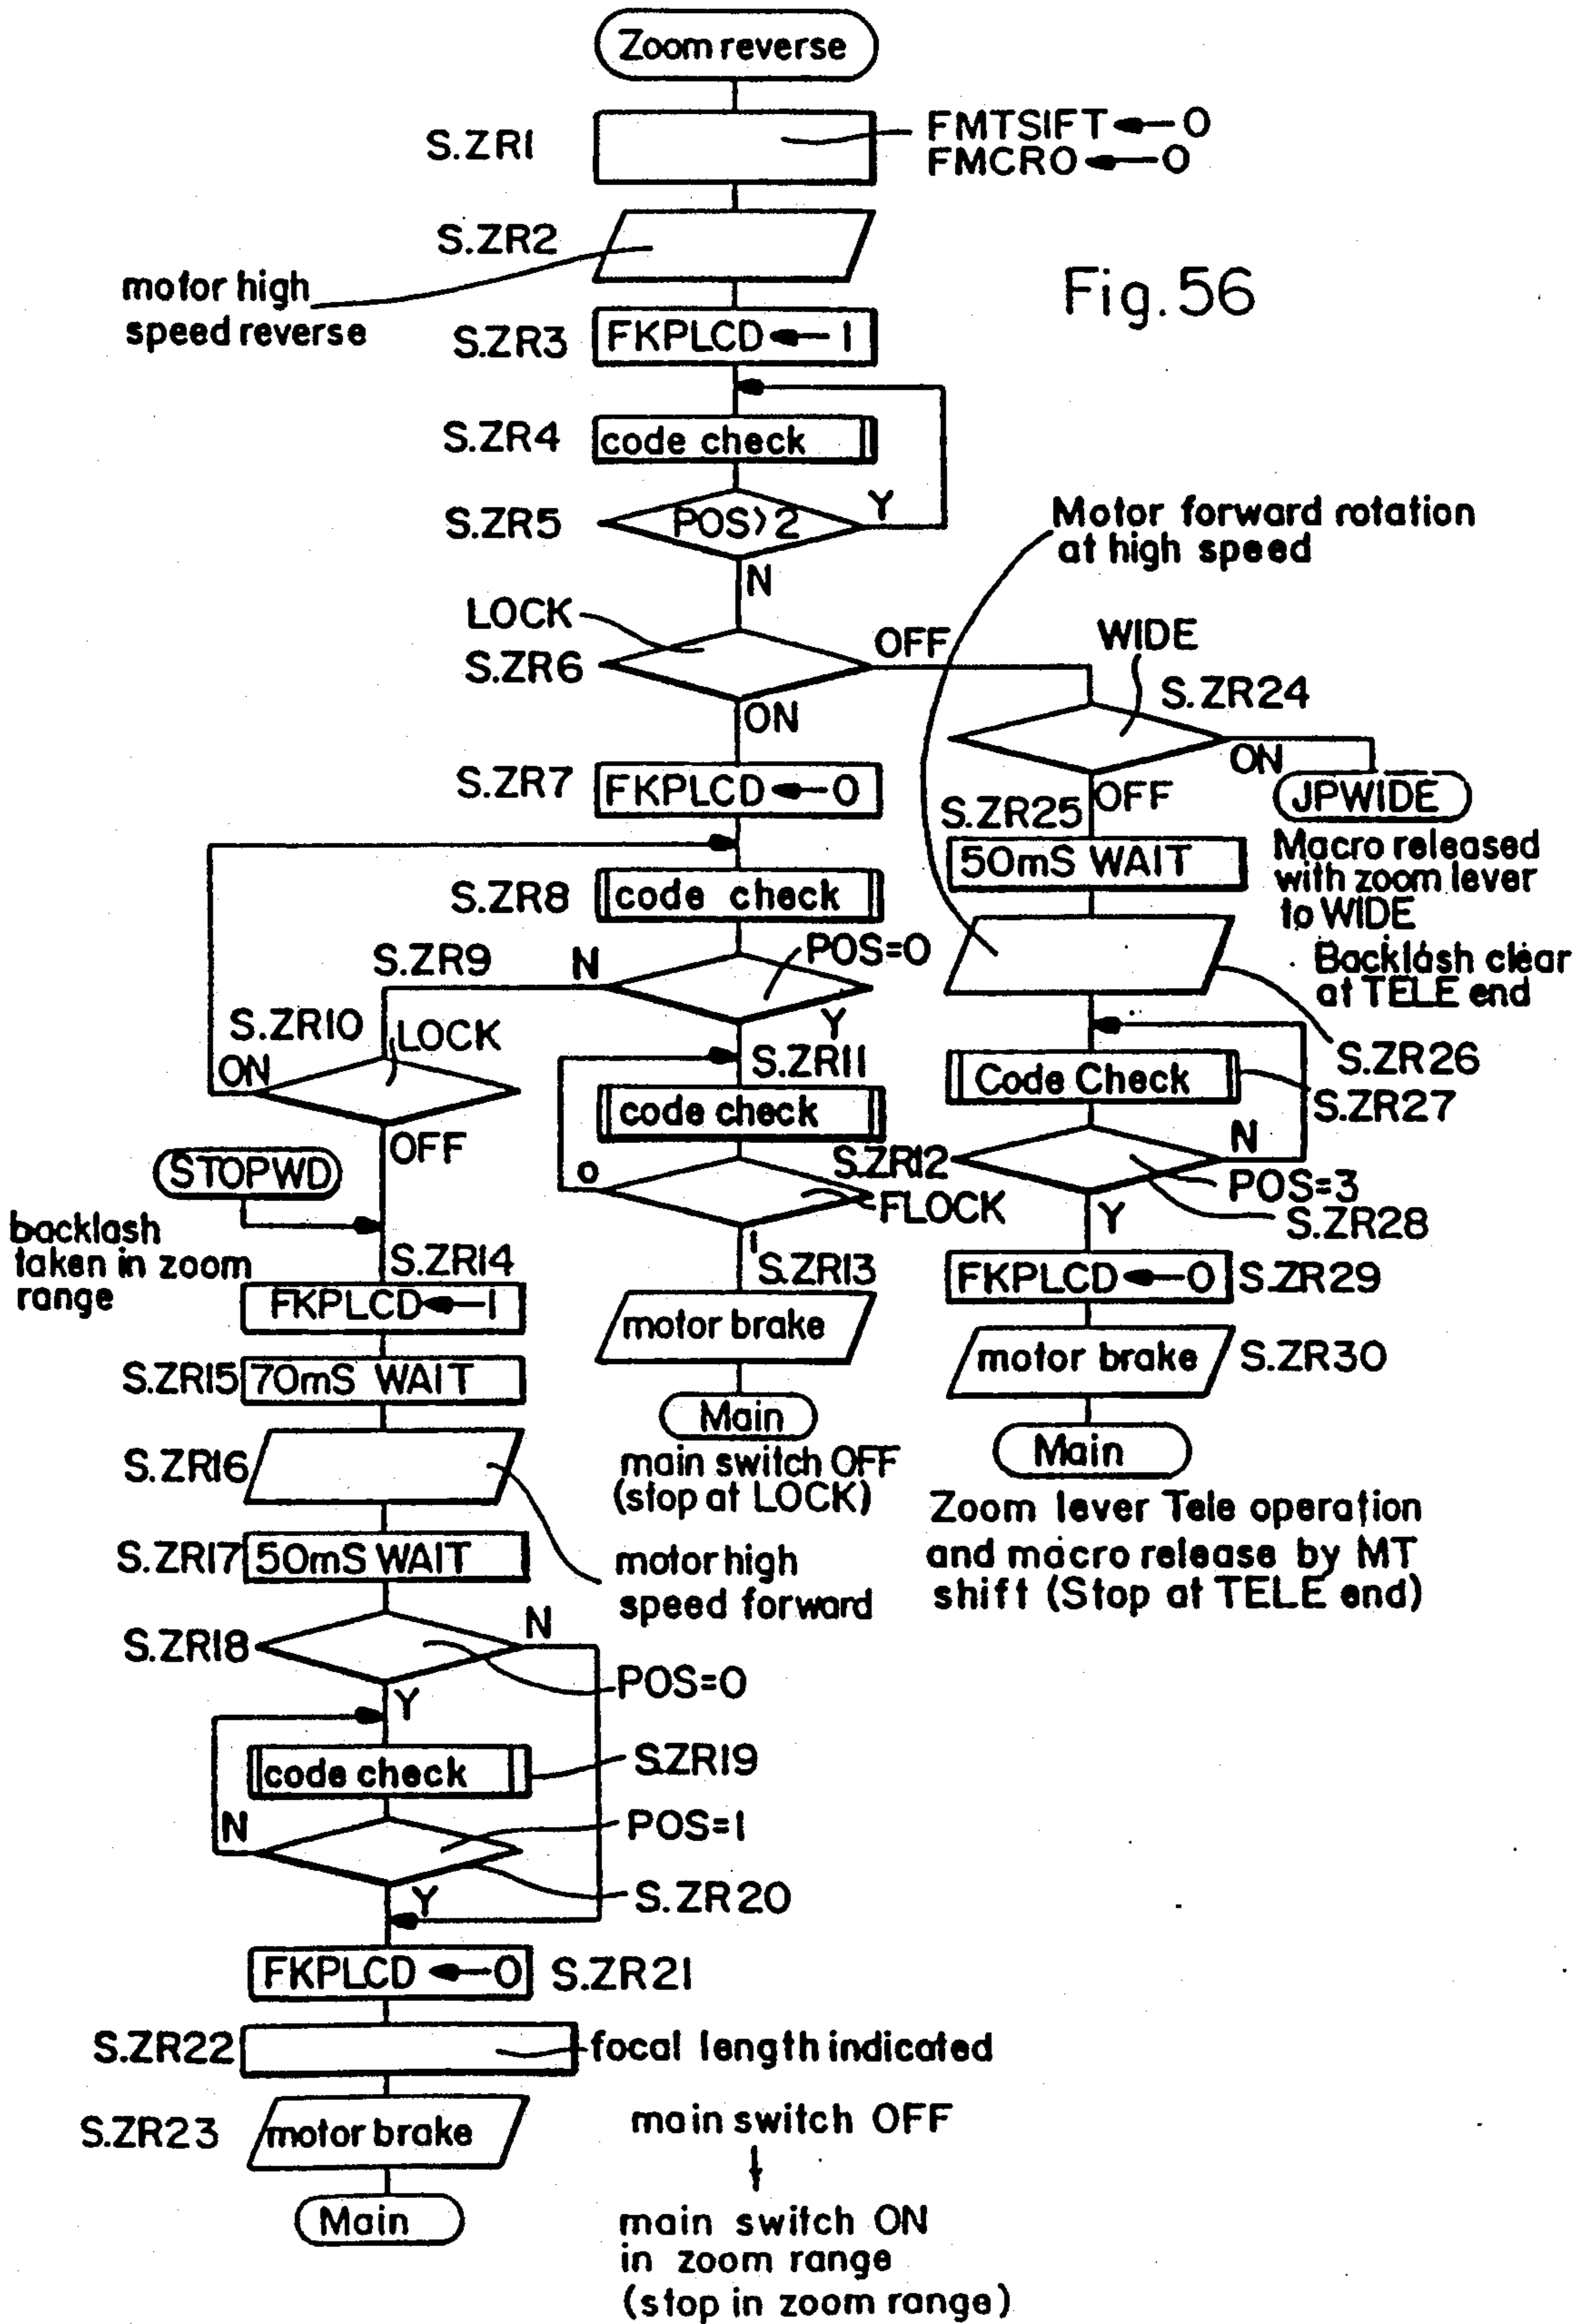 Zoom reverse
S.ZR1
FMTSIFT ← 0
FMCRO ← 0
S.ZR2
motor high
speed reverse
Fig. 56
S.ZR3
FKPLCD ← 1
S.ZR4
code check
S.ZR5
POS>2
Y
N
Motor forward rotation
at high speed
LOCK
S.ZR6
OFF
ON
WIDE
S.ZR24
ON
OFF
JPWIDE
Macro released
with zoom lever
to WIDE
S.ZR7
FKPLCD ← 0
S.ZR25
50mS WAIT
S.ZR8
code check
S.ZR9
N
POS=0
Y
Backlash clear
at TELE end
S.ZR10
LOCK
ON
OFF
S.ZR11
code check
S.ZR26
Code Check
S.ZR27
STOPWD
0
S.ZR12
FLOCK
1
N
POS=3
S.ZR28
Y
backlash
taken in zoom
range
S.ZR14
FKPLCD ← 1
S.ZR13
motor brake
FKPLCD ← 0
S.ZR29
S.ZR15
70mS WAIT
motor brake
S.ZR30
Main
main switch OFF
(stop at LOCK)
Main
Zoom lever Tele operation
and macro release by MT
shift (Stop at TELE end)
S.ZR16
motor high
speed forward
S.ZR17
50mS WAIT
S.ZR18
N
POS=0
Y
code check
S.ZR19
N
POS=1
S.ZR20
Y
FKPLCD ← 0
S.ZR21
S.ZR22
focal length indicated
S.ZR23
motor brake
Main
main switch OFF
↓
main switch ON
in zoom range
(stop in zoom range)